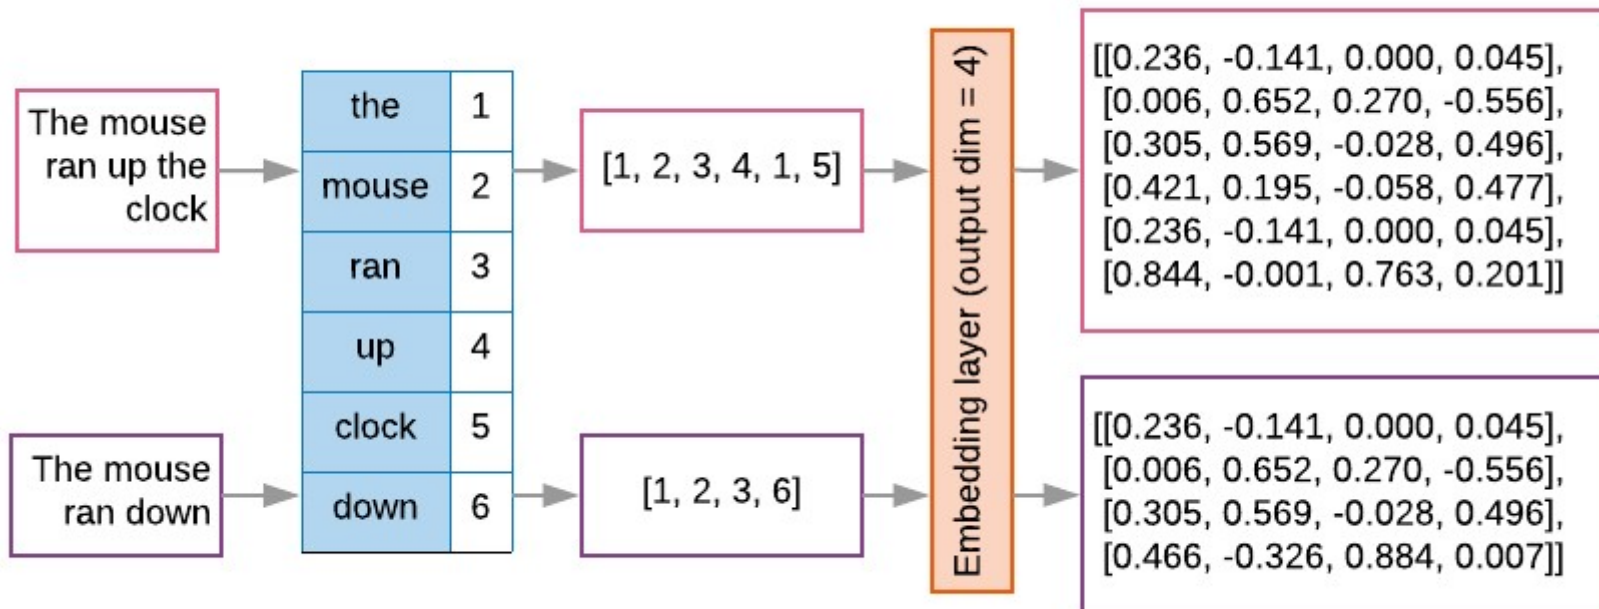 The mouse
ran up the
clock
the 1
mouse 2
ran 3
up 4
clock 5
down 6
[1, 2, 3, 4, 1, 5]
Embedding layer (output dim = 4)
[[0.236, -0.141, 0.000, 0.045],
[0.006, 0.652, 0.270, -0.556],
[0.305, 0.569, -0.028, 0.496],
[0.421, 0.195, -0.058, 0.477],
[0.236, -0.141, 0.000, 0.045],
[0.844, -0.001, 0.763, 0.201]]
The mouse
ran down
[1, 2, 3, 6]
[[0.236, -0.141, 0.000, 0.045],
[0.006, 0.652, 0.270, -0.556],
[0.305, 0.569, -0.028, 0.496],
[0.466, -0.326, 0.884, 0.007]]